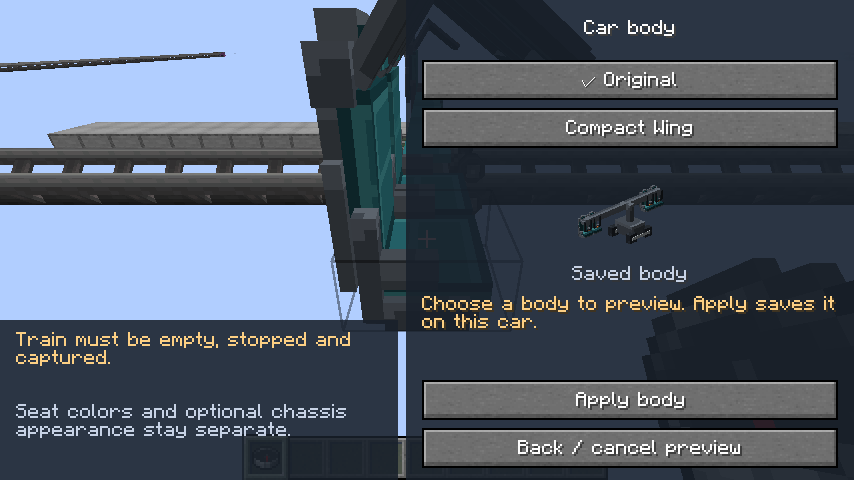 Car body
✓ Original
Compact Wing
Saved body
Choose a body to preview. Apply saves it
on this car.
Train must be empty, stopped and
captured.
Seat colors and optional chassis
appearance stay separate.
Apply body
Back / cancel preview